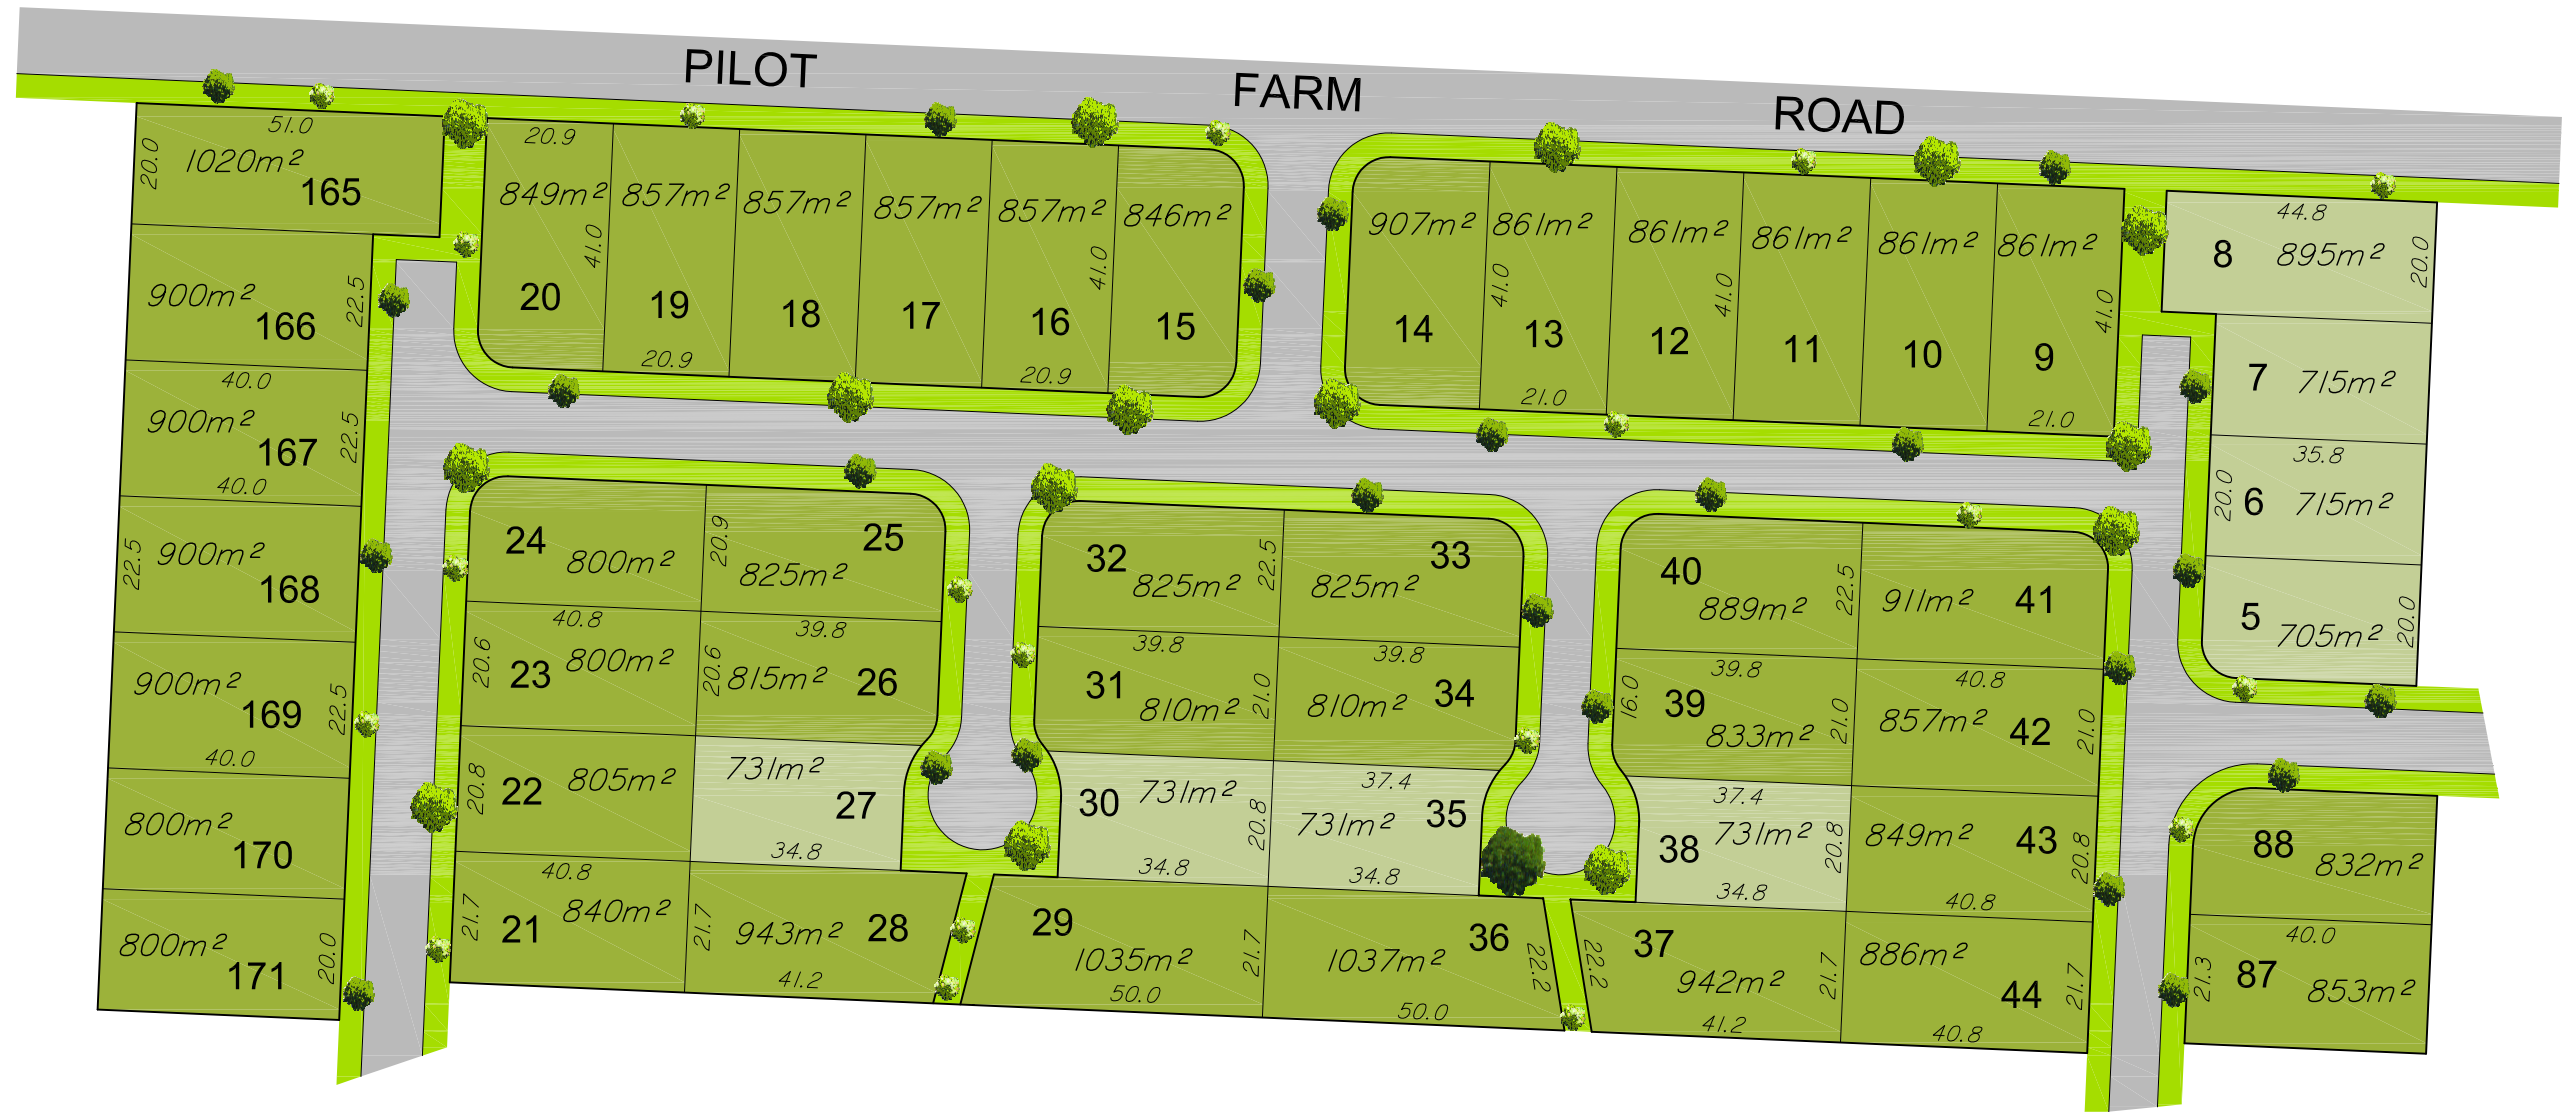 PILOT FARM ROAD
51.0
20.0
1020m²
165
900m²
166
22.5
40.0
900m²
167
22.5
40.0
22.5
900m²
168
900m²
169
22.5
40.0
800m²
170
800m²
171
20.0
20.9
849m²
41.0
20
857m²
19
20.9
857m²
18
857m²
17
857m²
41.0
16
20.9
846m²
15
907m²
14
861m²
41.0
13
21.0
861m²
41.0
12
861m²
11
861m²
10
861m²
41.0
9
21.0
44.8
8
895m²
20.0
7
715m²
35.8
20.0
6
715m²
5
705m²
20.0
24
800m²
20.9
25
825m²
40.8
20.6
23
800m²
39.8
20.6
815m²
26
20.8
22
805m²
731m²
27
34.8
40.8
21.7
21
840m²
21.7
943m²
28
41.2
32
825m²
22.5
33
825m²
39.8
31
810m²
21.0
39.8
34
810m²
30
731m²
20.8
34.8
37.4
35
731m²
34.8
29
1035m²
21.7
50.0
36
1037m²
22.2
50.0
40
889m²
22.5
911m²
41
39.8
16.0
39
833m²
21.0
40.8
857m²
42
21.0
37.4
38
731m²
20.8
34.8
849m²
43
20.8
40.8
22.2
37
942m²
21.7
41.2
886m²
44
21.7
40.8
88
832m²
40.0
21.3
87
853m²